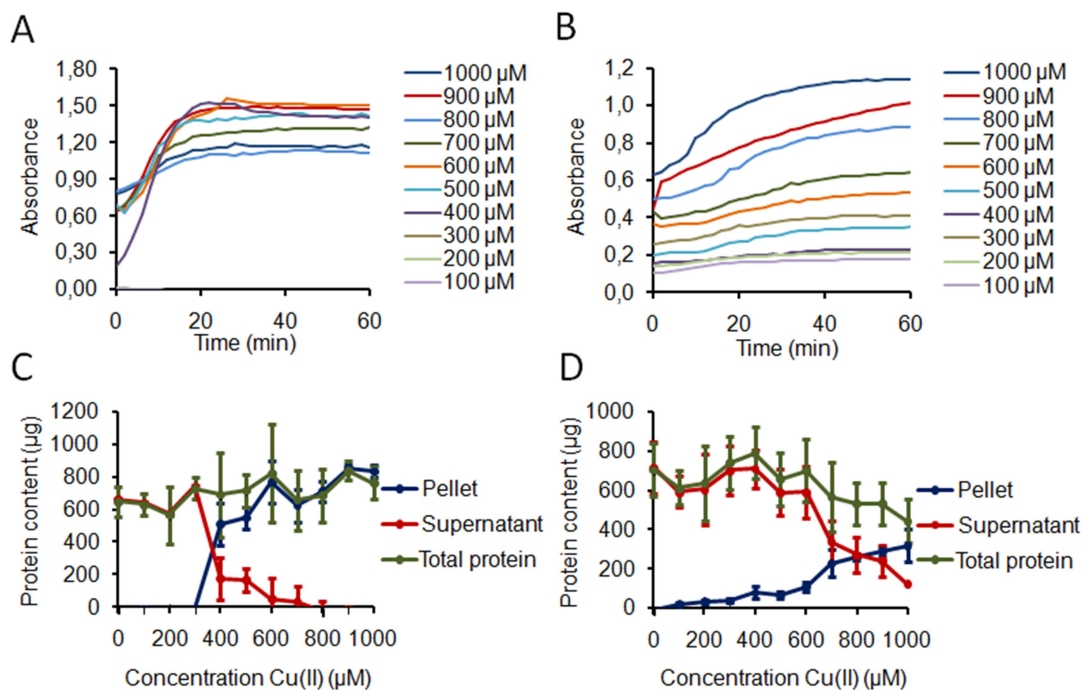 A
Absorbance
1,80
1,50
1,20
0,90
0,60
0,30
0,00
0
20
40
60
Time (min)
1000 µM
900 µM
800 µM
700 µM
600 µM
500 µM
400 µM
300 µM
200 µM
100 µM
B
Absorbance
1,2
1,0
0,8
0,6
0,4
0,2
0,0
0
20
40
60
Time (min)
1000 µM
900 µM
800 µM
700 µM
600 µM
500 µM
400 µM
300 µM
200 µM
100 µM
C
Protein content (µg)
1200
1000
800
600
400
200
0
0
200
400
600
800
1000
Concentration Cu(II) (µM)
Pellet
Supernatant
Total protein
D
Protein content (µg)
1000
800
600
400
200
0
0
200
400
600
800
1000
Concentration Cu(II) (µM)
Pellet
Supernatant
Total protein